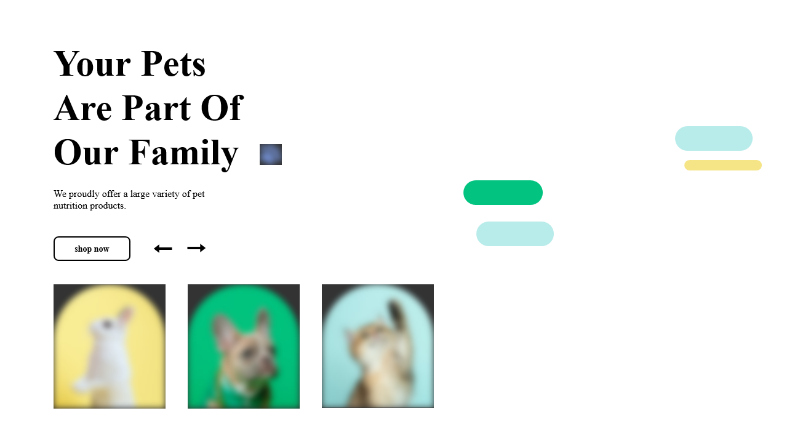 Your Pets
Are Part Of
Our Family
We proudly offer a large variety of pet
nutrition products.
shop now